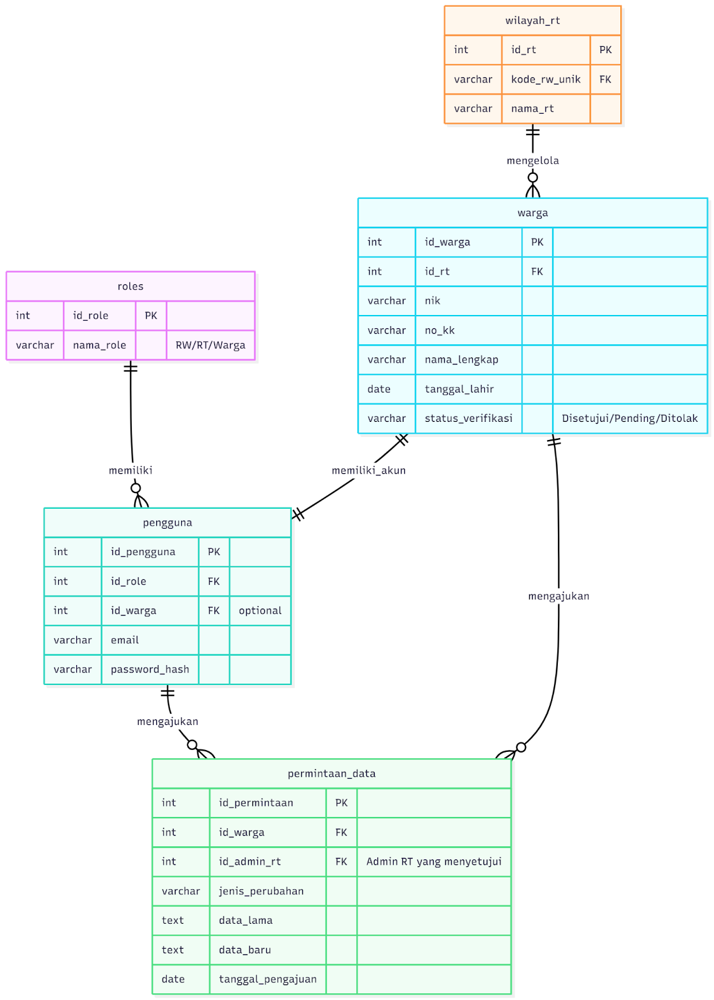 wilayah_rt
int id_rt PK
varchar kode_rw_unik FK
varchar nama_rt
mengelola
warga
int id_warga PK
int id_rt FK
varchar nik
varchar no_kk
varchar nama_lengkap
date tanggal_lahir
varchar status_verifikasi Disetujui/Pending/Ditolak
roles
int id_role PK
varchar nama_role RW/RT/Warga
memiliki
memiliki_akun
pengguna
int id_pengguna PK
int id_role FK
int id_warga FK optional
varchar email
varchar password_hash
mengajukan
mengajukan
permintaan_data
int id_permintaan PK
int id_warga FK
int id_admin_rt FK Admin RT yang menyetujui
varchar jenis_perubahan
text data_lama
text data_baru
date tanggal_pengajuan